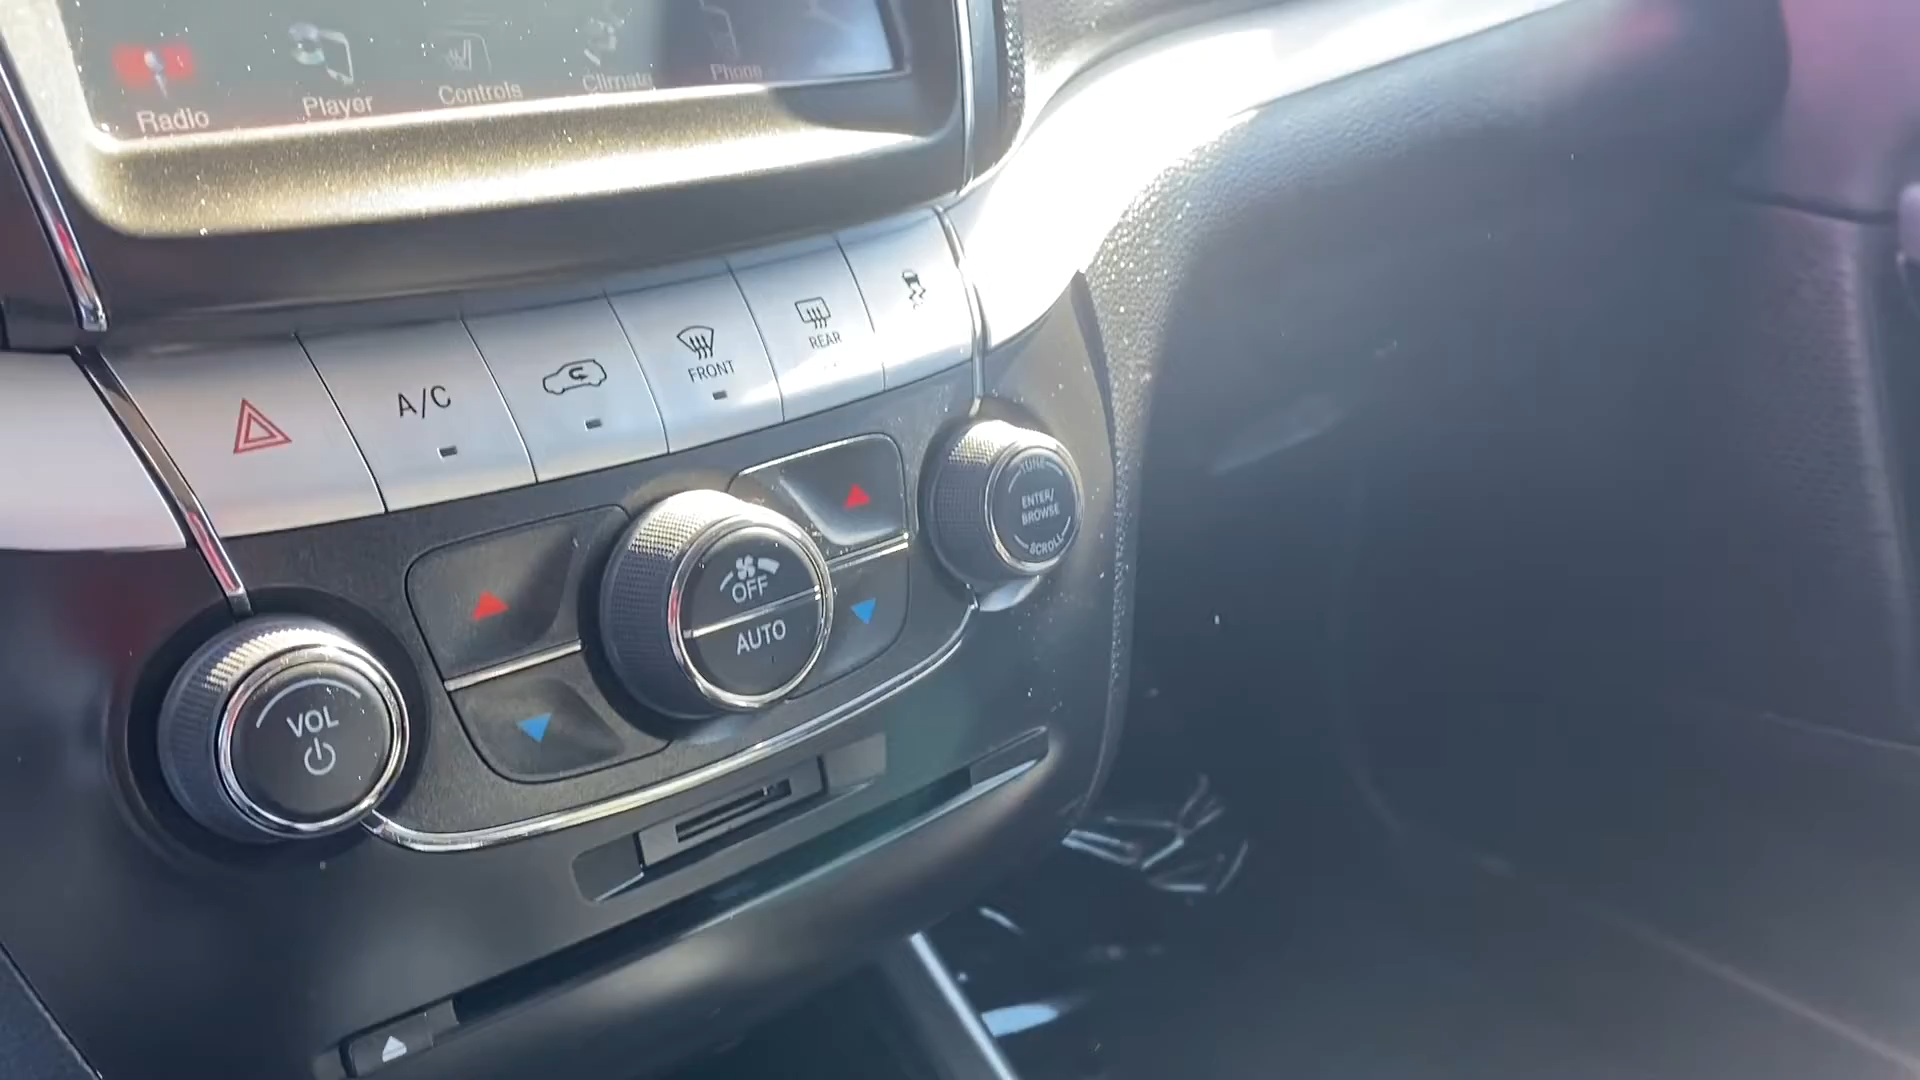 Radio
Player
Controls
Climate
Phone
A/C
FRONT
REAR
TUNE
ENTER/
BROWSE
SCROLL
OFF
AUTO
VOL